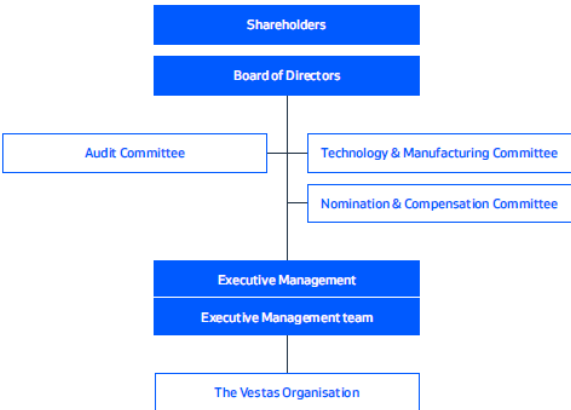 Shareholders
Board of Directors
Audit Committee
Technology & Manufacturing Committee
Nomination & Compensation Committee
Executive Management
Executive Management team
The Vestas Organisation